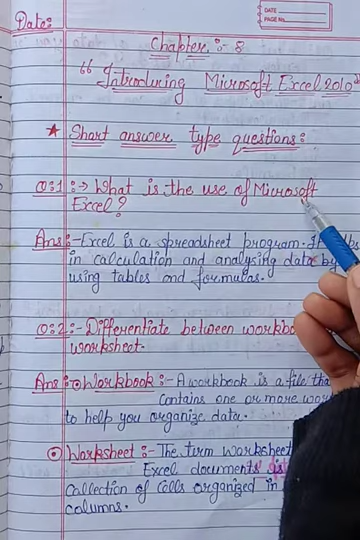 Date:
DATE
PAGE NO.
Chapter :- 8
"Introducing Microsoft Excel 2010"
★ Short answer type questions:
Q:1 :→ What is the use of Microsoft
Excel?
Ans:- Excel is a spreadsheet program. It
in calculation and analysing data by
using tables and formulas.
Q:2:- Differentiate between
worksheet.
Ans:⊙ Workbook :- A workbook is a file
contains one or more
to help you organize data.
⊙ Worksheet :- The term worksheet
Excel documents is
collection of cells organized in
columns.